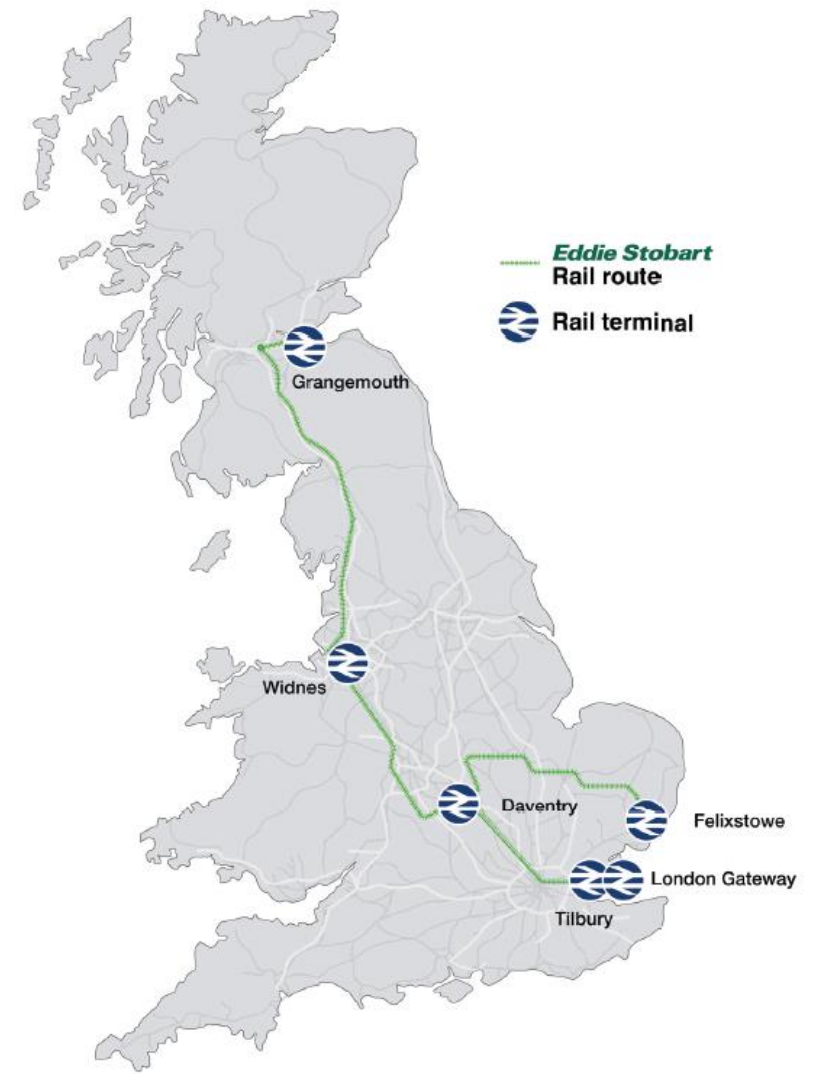 Eddie Stobart
Rail route
Rail terminal
Grangemouth
Widnes
Daventry
Felixstowe
London Gateway
Tilbury